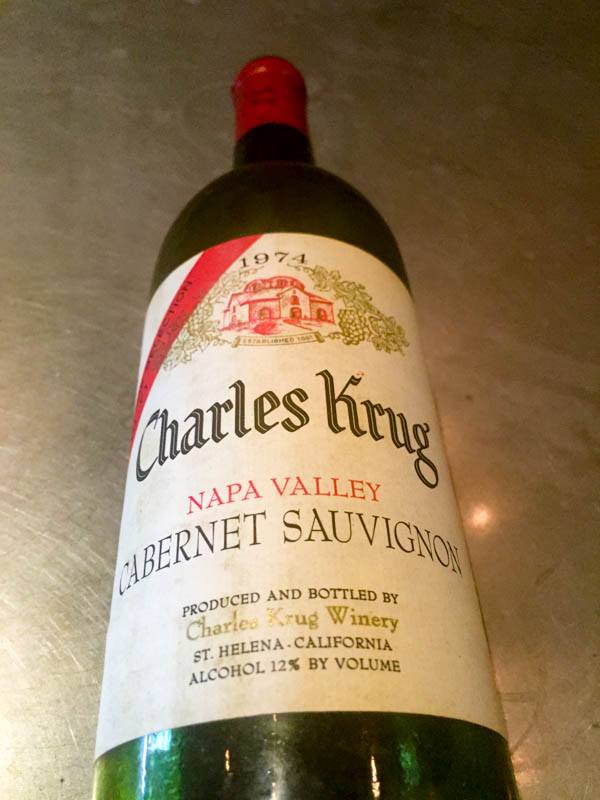 1974
SELECTION
ESTABLISHED 1861
Charles Krug
NAPA VALLEY
CABERNET SAUVIGNON
PRODUCED AND BOTTLED BY
Charles Krug Winery
ST. HELENA - CALIFORNIA
ALCOHOL 12% BY VOLUME